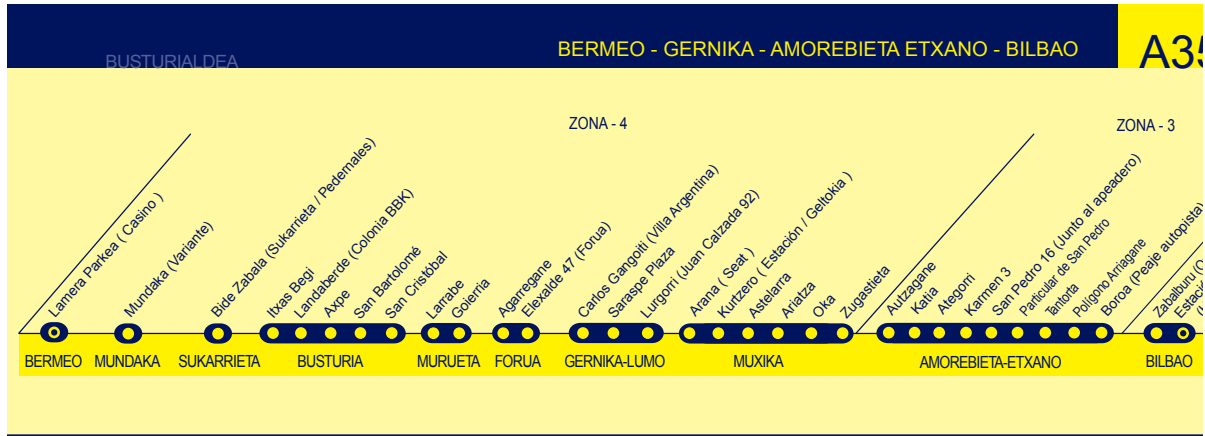 BUSTURIALDEA
BERMEO - GERNIKA - AMOREBIETA ETXANO - BILBAO
A35
ZONA - 4
ZONA - 3
Lamera Parkea ( Casino )
Mundaka (Variante)
Bide Zabala (Sukarrieta / Pedernales)
Itxas Begi
Landaberde (Colonia BBK)
Axpe
San Bartolomé
San Cristóbal
Larrabe
Goierria
Agarregane
Elexalde 47 (Forua)
Carlos Gangoiti (Villa Argentina)
Saraspe Plaza
Lurgorri (Juan Calzada 92)
Arana ( Seat )
Kurtzero ( Estación / Geltokia )
Astelarra
Ariatza
Oka
Zugastieta
Autzagane
Katia
Ategorri
Karmen 3
San Pedro 16 (Junto al apeadero)
Particular de San Pedro
Tantorta
Polígono Arriagane
Boroa (Peaje autopista)
Zabalburu
BERMEO
MUNDAKA
SUKARRIETA
BUSTURIA
MURUETA
FORUA
GERNIKA-LUMO
MUXIKA
AMOREBIETA-ETXANO
BILBAO